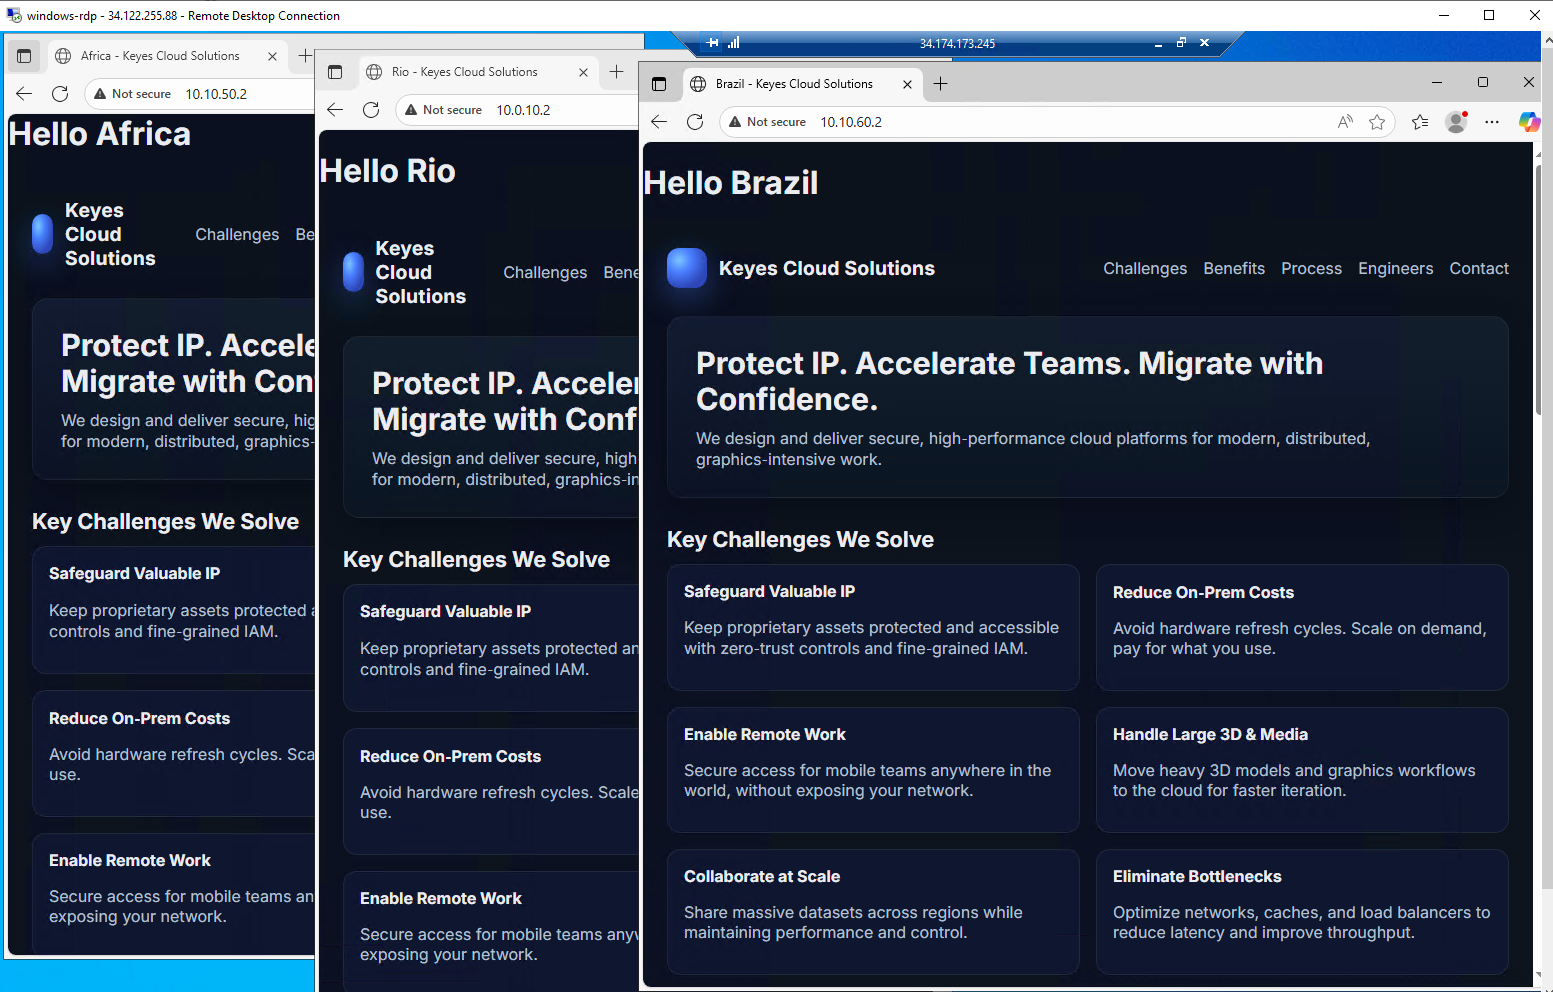 windows-rdp - 34.122.255.88 - Remote Desktop Connection
34.174.173.245
Africa - Keyes Cloud Solutions
Not secure 10.10.50.2
Hello Africa
Keyes
Cloud
Solutions
Challenges Be
Protect IP. Accele
Migrate with Con
We design and deliver secure, hig
for modern, distributed, graphics-
Key Challenges We Solve
Safeguard Valuable IP
Keep proprietary assets protected a
controls and fine-grained IAM.
Reduce On-Prem Costs
Avoid hardware refresh cycles. Sca
use.
Enable Remote Work
Secure access for mobile teams an
exposing your network.
Rio - Keyes Cloud Solutions
Not secure 10.0.10.2
Hello Rio
Keyes
Cloud
Solutions
Challenges Bene
Protect IP. Acceler
Migrate with Conf
We design and deliver secure, high
for modern, distributed, graphics-in
Key Challenges We Solve
Safeguard Valuable IP
Keep proprietary assets protected an
controls and fine-grained IAM.
Reduce On-Prem Costs
Avoid hardware refresh cycles. Scale
use.
Enable Remote Work
Secure access for mobile teams anyw
exposing your network.
Brazil - Keyes Cloud Solutions
Not secure 10.10.60.2
Hello Brazil
Keyes Cloud Solutions
Challenges Benefits Process Engineers Contact
Protect IP. Accelerate Teams. Migrate with
Confidence.
We design and deliver secure, high-performance cloud platforms for modern, distributed,
graphics-intensive work.
Key Challenges We Solve
Safeguard Valuable IP
Keep proprietary assets protected and accessible
with zero-trust controls and fine-grained IAM.
Reduce On-Prem Costs
Avoid hardware refresh cycles. Scale on demand,
pay for what you use.
Enable Remote Work
Secure access for mobile teams anywhere in the
world, without exposing your network.
Handle Large 3D & Media
Move heavy 3D models and graphics workflows
to the cloud for faster iteration.
Collaborate at Scale
Share massive datasets across regions while
maintaining performance and control.
Eliminate Bottlenecks
Optimize networks, caches, and load balancers to
reduce latency and improve throughput.